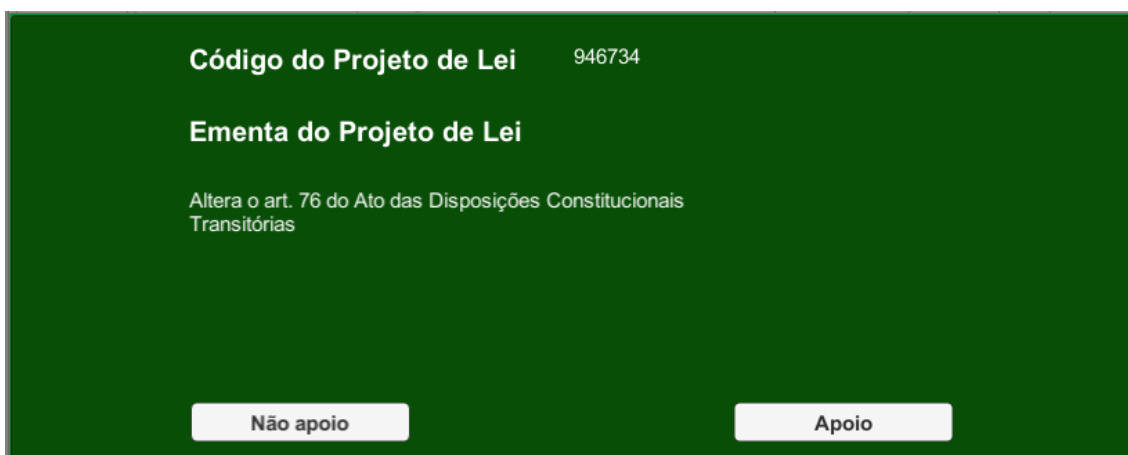 Código do Projeto de Lei 946734
Ementa do Projeto de Lei
Altera o art. 76 do Ato das Disposições Constitucionais
Transitórias
Não apoio Apoio